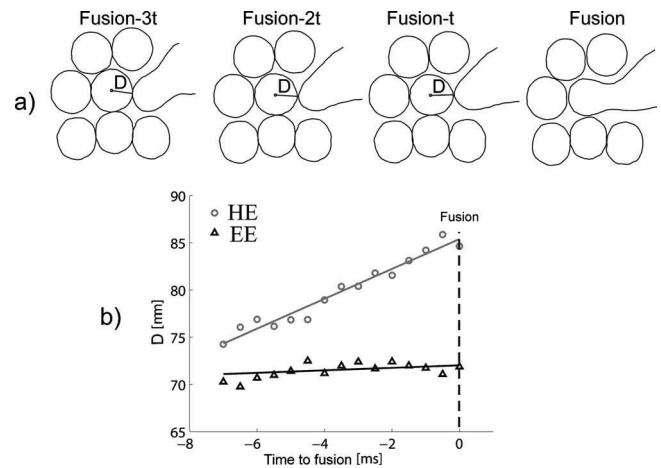 Fusion-3t Fusion-2t Fusion-t Fusion
D D D
a)
90
HE
Fusion
EE
85
80
b)
D [nm]
75
70
65
−8 −6 −4 −2 0
Time to fusion [ms]